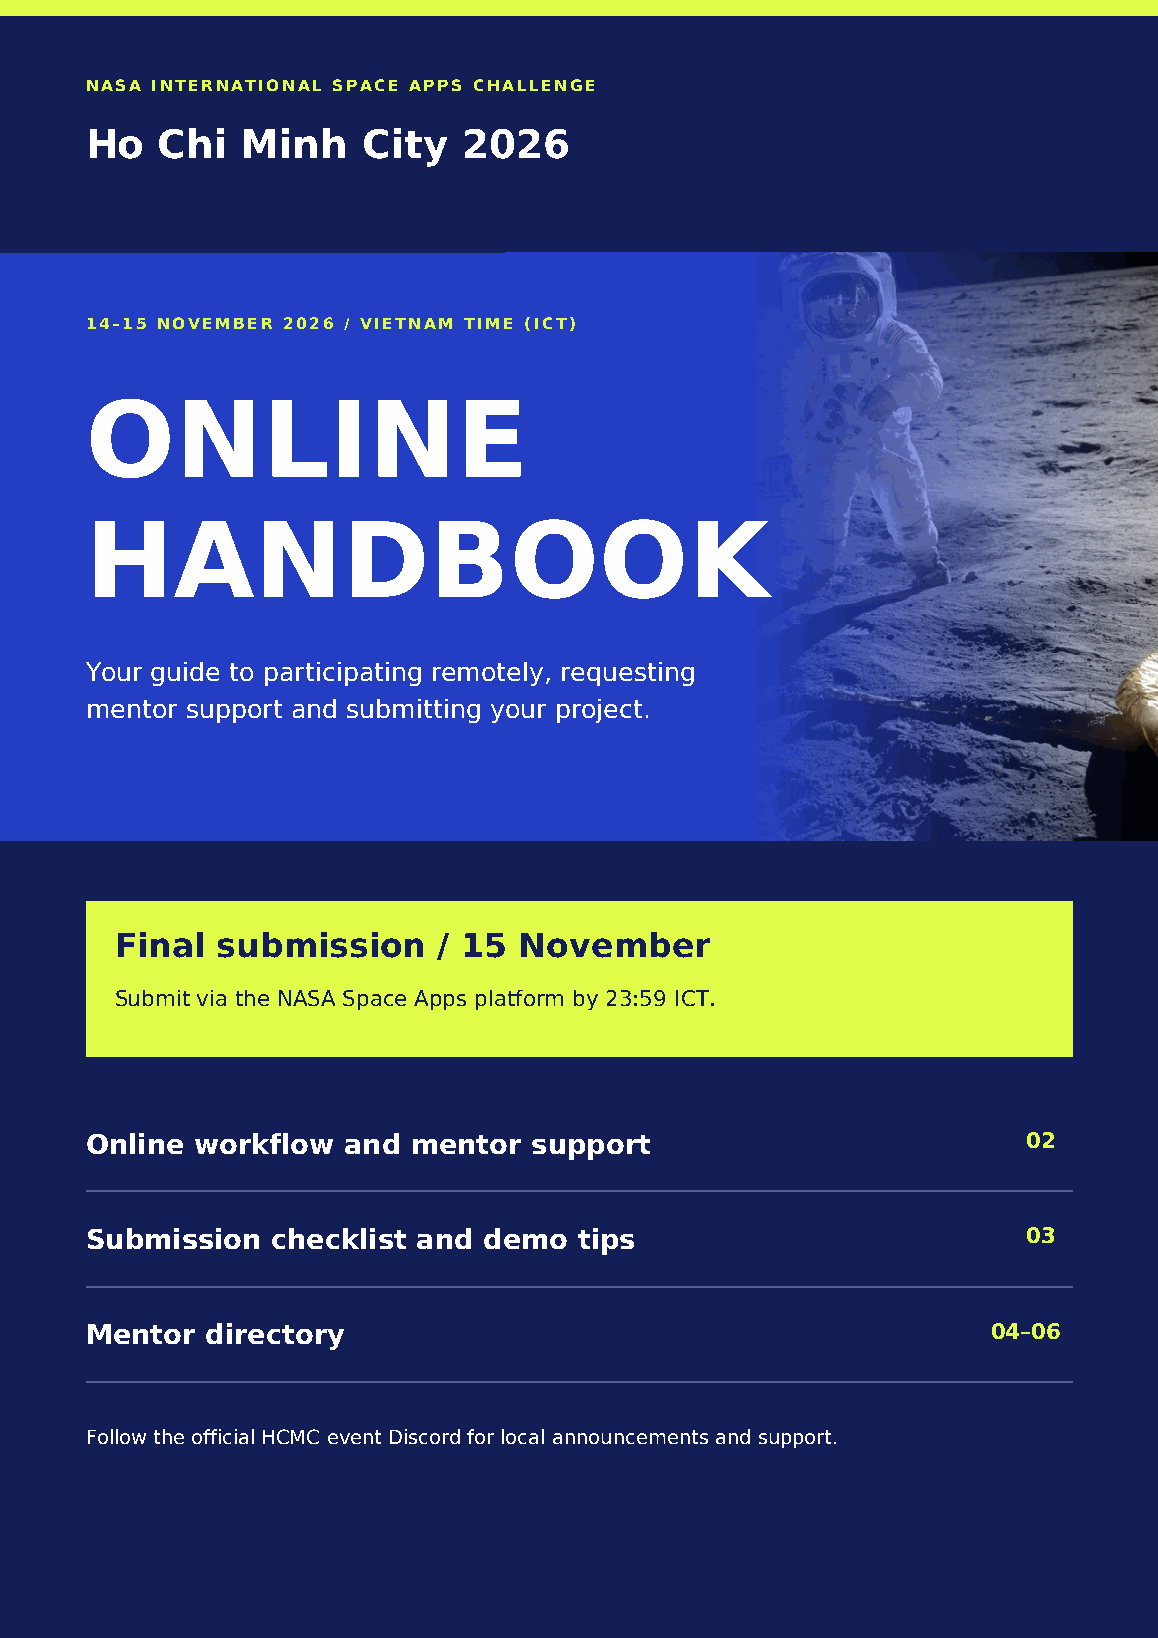 NASA INTERNATIONAL SPACE APPS CHALLENGE
Ho Chi Minh City 2026
14–15 NOVEMBER 2026 / VIETNAM TIME (ICT)
ONLINE
HANDBOOK
Your guide to participating remotely, requesting
mentor support and submitting your project.
Final submission / 15 November
Submit via the NASA Space Apps platform by 23:59 ICT.
Online workflow and mentor support 02
Submission checklist and demo tips 03
Mentor directory 04–06
Follow the official HCMC event Discord for local announcements and support.